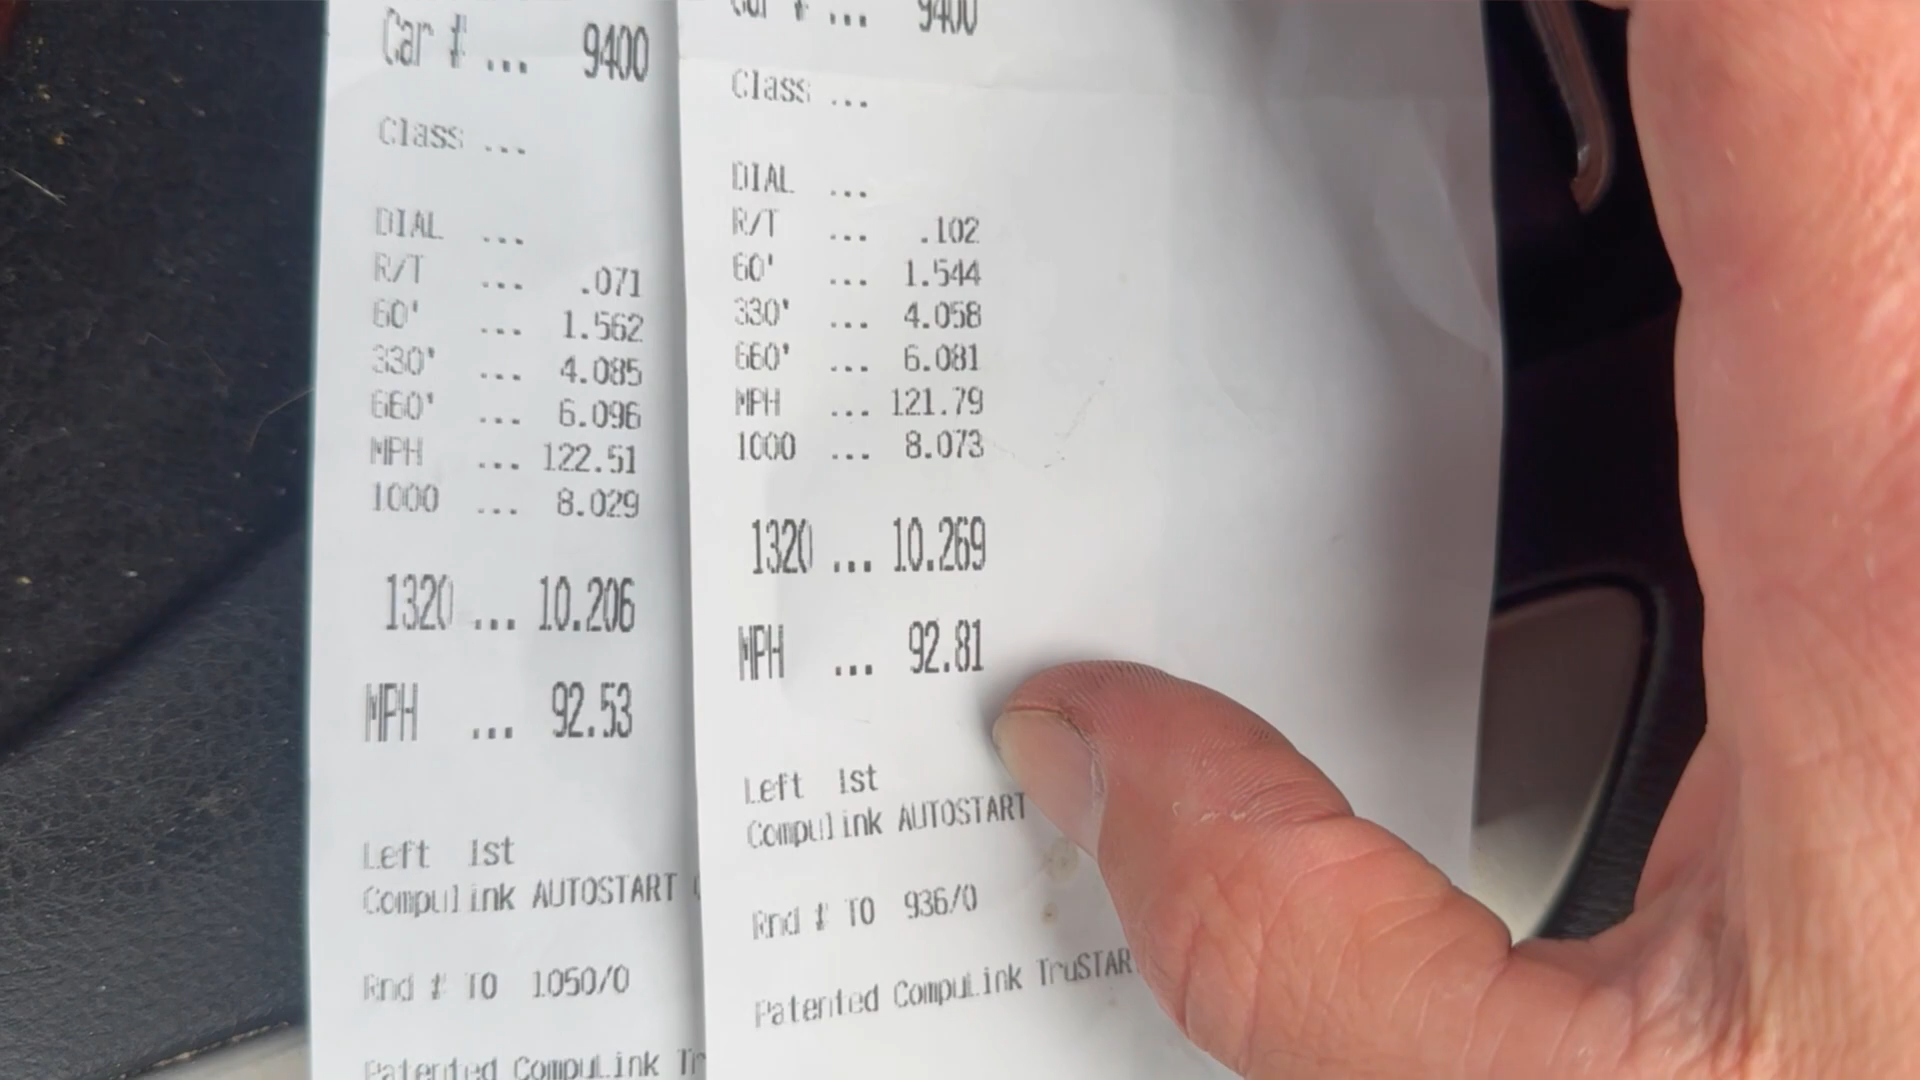 Car # ... 9400
Class ...
DIAL ...
R/T ... .071
60' ... 1.562
330' ... 4.085
660' ... 6.096
MPH ... 122.51
1000 ... 8.029
1320 ... 10.206
MPH ... 92.53
Left 1st
CompuLink AUTOSTART
Rnd # TO 1050/0
Patented CompuLink Tr
Car # ... 9400
Class ...
DIAL ...
R/T ... .102
60' ... 1.544
330' ... 4.058
660' ... 6.081
MPH ... 121.79
1000 ... 8.073
1320 ... 10.269
MPH ... 92.81
Left 1st
CompuLink AUTOSTART
Rnd # TO 936/0
Patented CompuLink TruSTAR